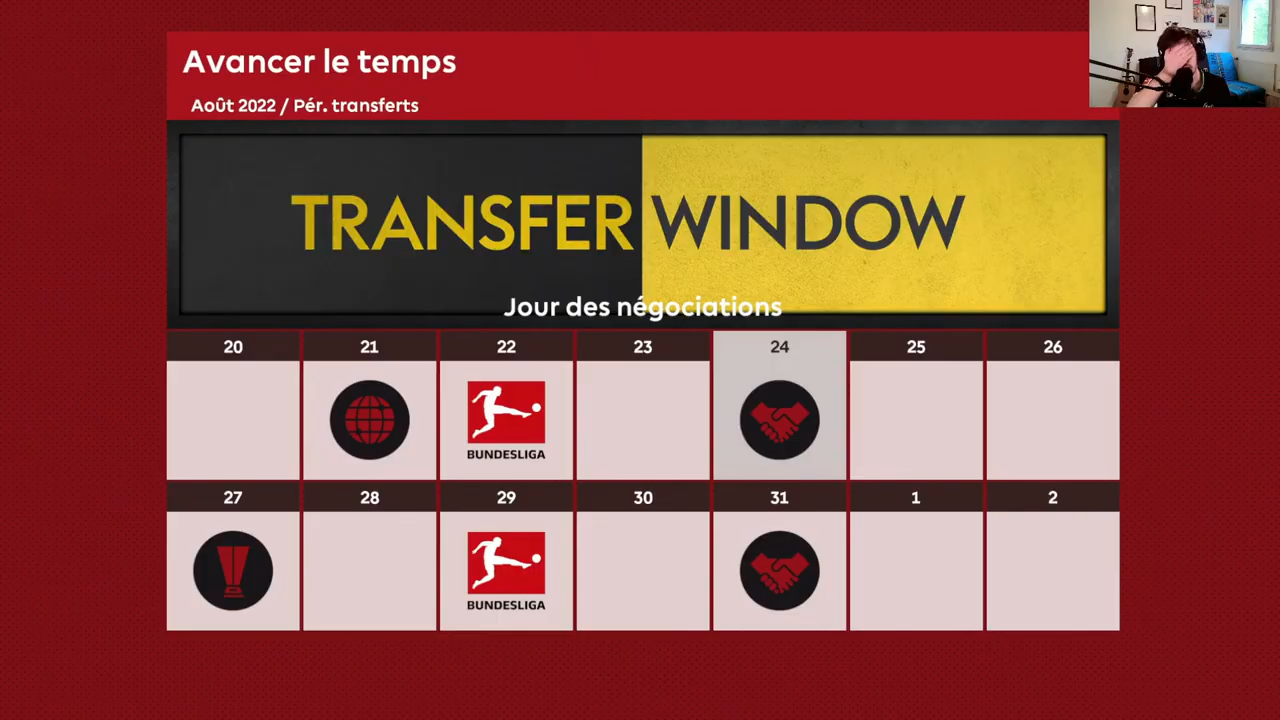 Avancer le temps
Août 2022 / Pér. transferts
TRANSFER WINDOW
Jour des négociations
20 21 22 23 24 25 26
BUNDESLIGA
27 28 29 30 31 1 2
BUNDESLIGA